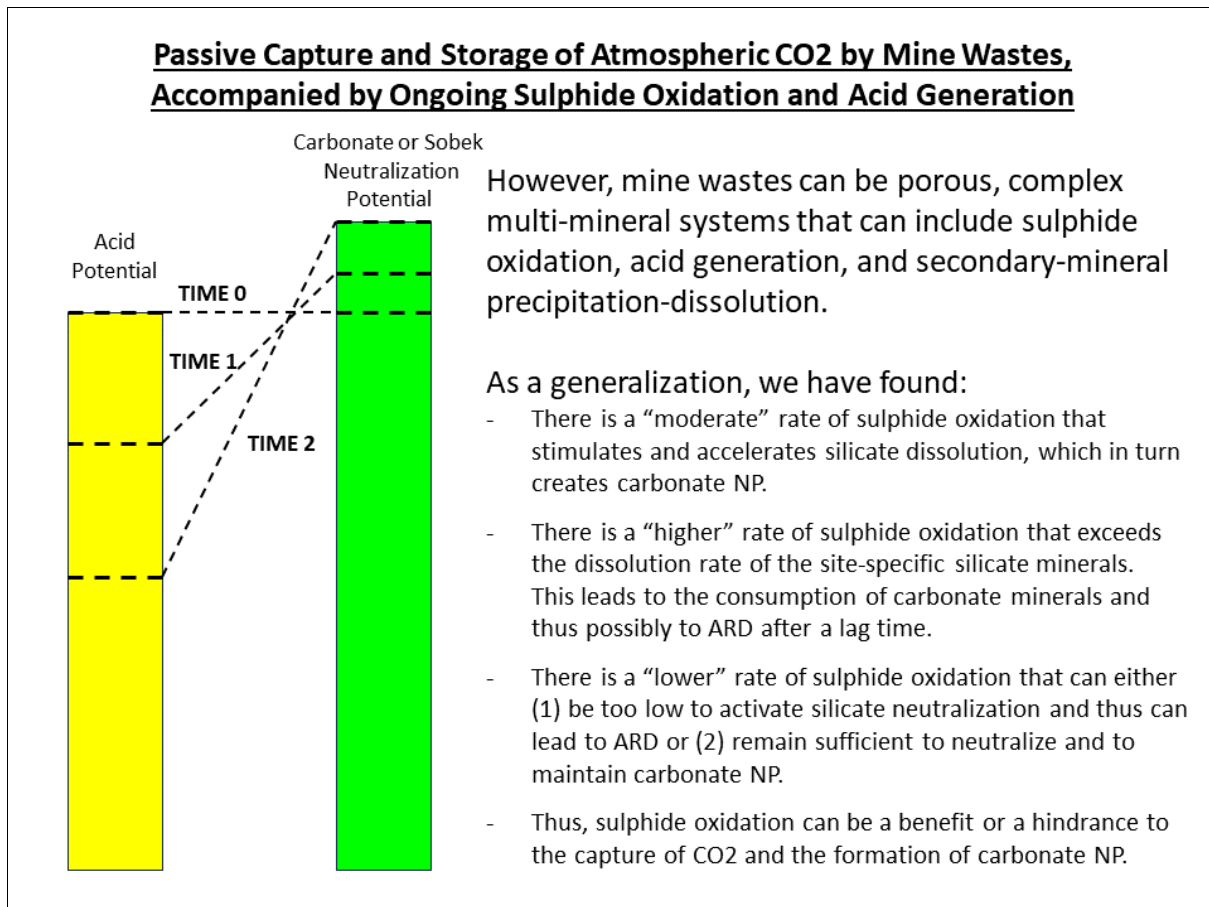 Passive Capture and Storage of Atmospheric CO2 by Mine Wastes,
Accompanied by Ongoing Sulphide Oxidation and Acid Generation
Carbonate or Sobek
Neutralization
Potential
Acid
Potential
TIME 0
TIME 1
TIME 2
However, mine wastes can be porous, complex
multi-mineral systems that can include sulphide
oxidation, acid generation, and secondary-mineral
precipitation-dissolution.
As a generalization, we have found:
- There is a “moderate” rate of sulphide oxidation that
stimulates and accelerates silicate dissolution, which in turn
creates carbonate NP.
- There is a “higher” rate of sulphide oxidation that exceeds
the dissolution rate of the site-specific silicate minerals.
This leads to the consumption of carbonate minerals and
thus possibly to ARD after a lag time.
- There is a “lower” rate of sulphide oxidation that can either
(1) be too low to activate silicate neutralization and thus can
lead to ARD or (2) remain sufficient to neutralize and to
maintain carbonate NP.
- Thus, sulphide oxidation can be a benefit or a hindrance to
the capture of CO2 and the formation of carbonate NP.